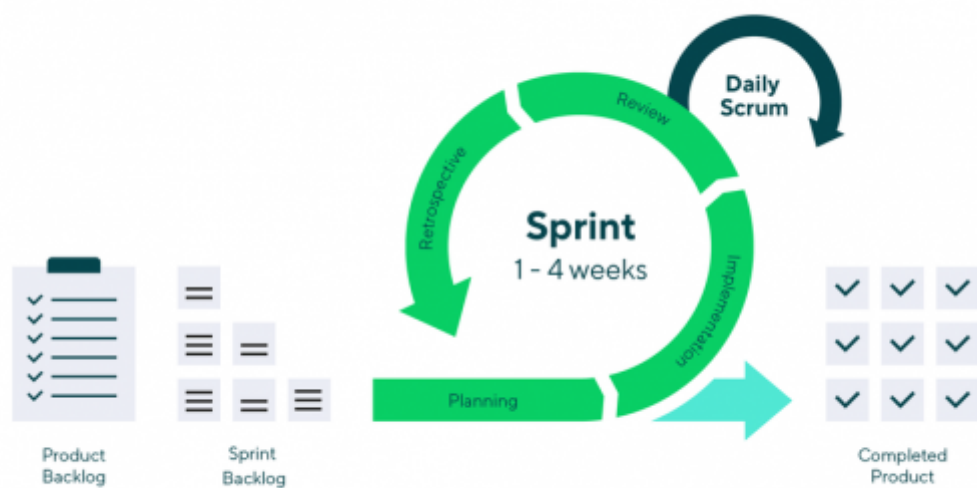 Daily
Scrum
Review
Retrospective
Sprint
1 - 4 weeks
Implementation
Planning
Product
Backlog
Sprint
Backlog
Completed
Product